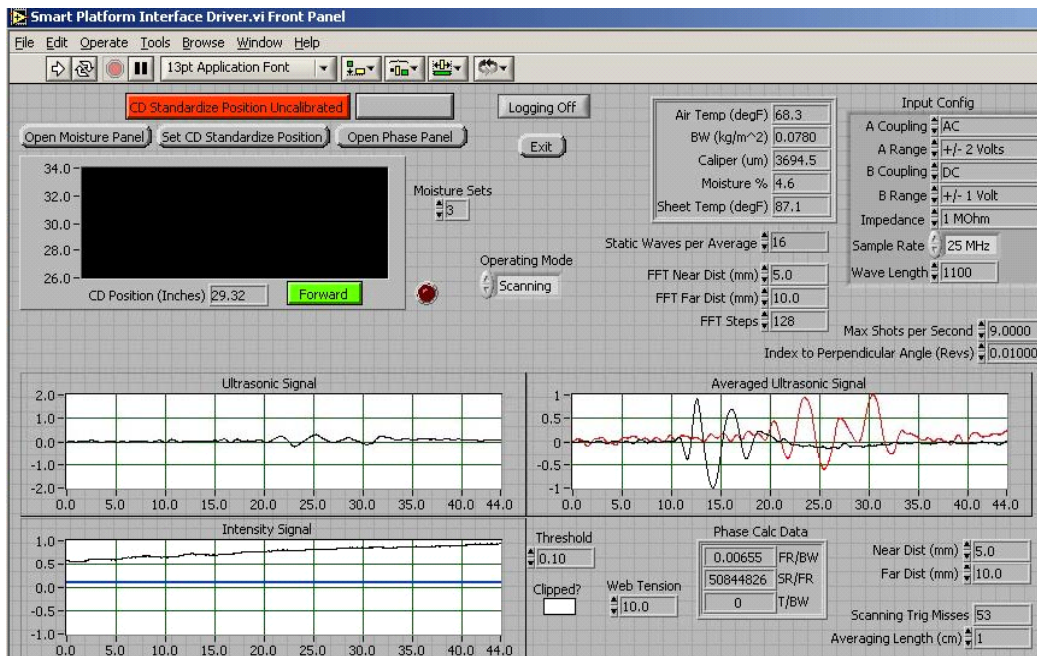 Smart Platform Interface Driver.vi Front Panel
File Edit Operate Tools Browse Window Help
13pt Application Font
CD Standardize Position Uncalibrated
Logging Off
Open Moisture Panel Set CD Standardize Position Open Phase Panel
Exit
34.0
32.0
30.0
28.0
26.0
CD Position (Inches) 29.32 Forward
Moisture Sets
3
Operating Mode
Scanning
Air Temp (degF) 68.3
BW (kg/m^2) 0.0780
Caliper (um) 3694.5
Moisture % 4.6
Sheet Temp (degF) 87.1
Input Config
A Coupling AC
A Range +/- 2 Volts
B Coupling DC
B Range +/- 1 Volt
Impedance 1 MOhm
Sample Rate 25 MHz
Wave Length 1100
Static Waves per Average 16
FFT Near Dist (mm) 5.0
FFT Far Dist (mm) 10.0
FFT Steps 128
Max Shots per Second 9.0000
Index to Perpendicular Angle (Revs) 0.01000
Ultrasonic Signal
2.0
1.0
0.0
-1.0
-2.0
0.0 5.0 10.0 15.0 20.0 25.0 30.0 35.0 44.0
Averaged Ultrasonic Signal
1
0.5
0
-0.5
-1
0.0 5.0 10.0 15.0 20.0 25.0 30.0 35.0 44.0
Intensity Signal
1.0
0.5
0.0
-0.5
-1.0
0.0 5.0 10.0 15.0 20.0 25.0 30.0 35.0 44.0
Threshold
0.10
Clipped?
Web Tension
10.0
Phase Calc Data
0.00655 FR/BW
50844826 SR/FR
0 T/BW
Near Dist (mm) 5.0
Far Dist (mm) 10.0
Scanning Trig Misses 53
Averaging Length (cm) 1